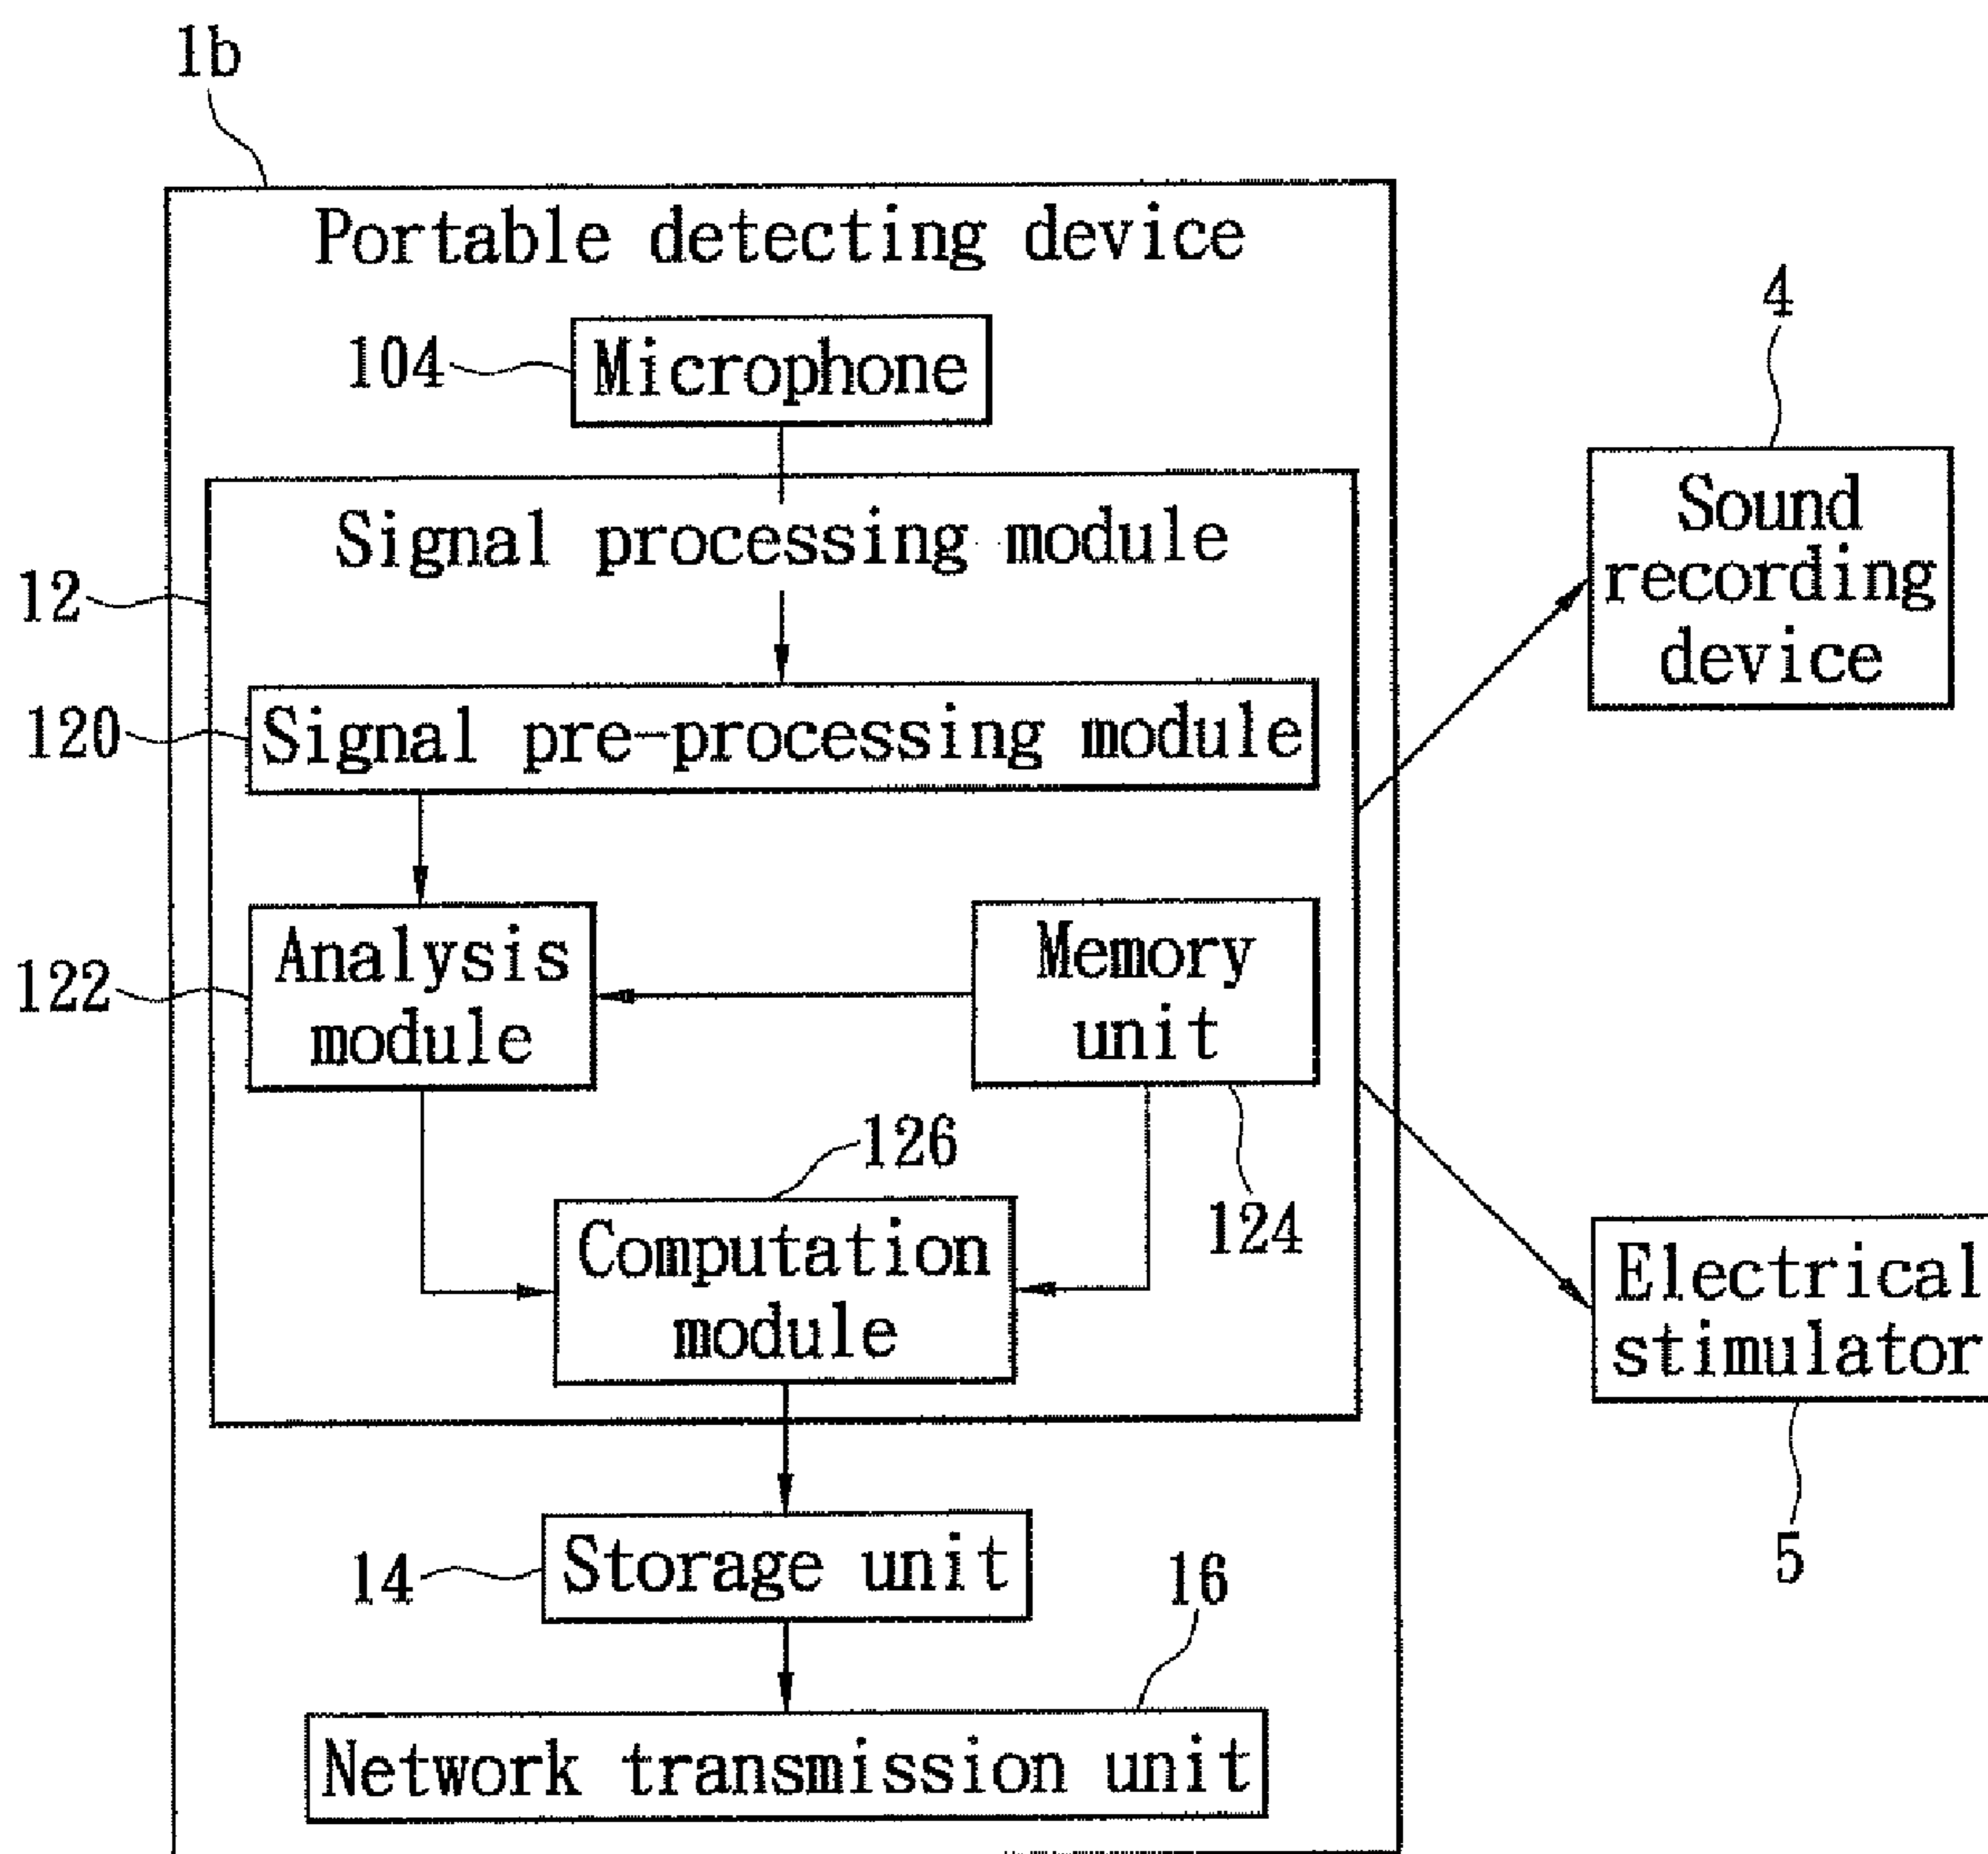 1b
Portable detecting device
104
Microphone
4
Sound
recording
device
12
Signal processing module
120
Signal pre-processing module
122
Analysis
module
Memory
unit
124
126
Computation
module
Electrical
stimulator
5
14
Storage unit
16
Network transmission unit